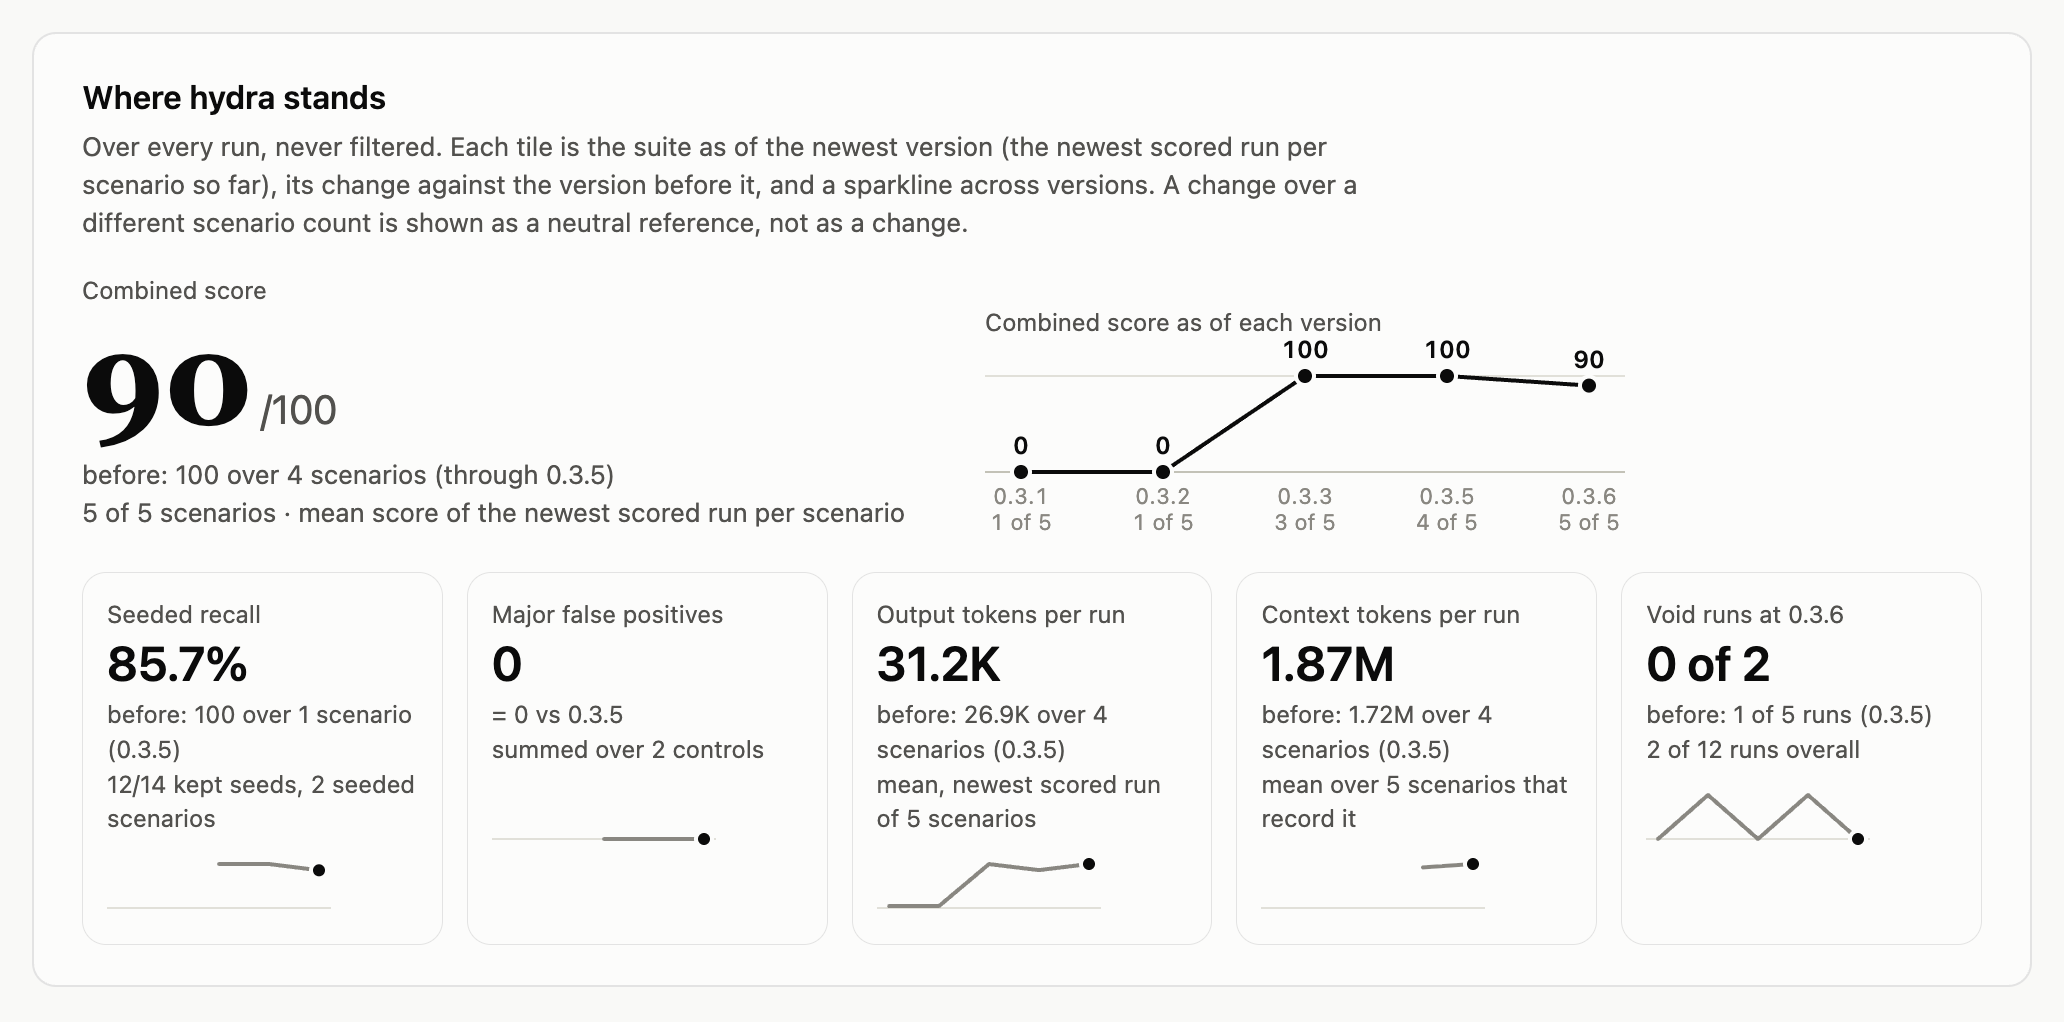 Where hydra stands
Over every run, never filtered. Each tile is the suite as of the newest version (the newest scored run per
scenario so far), its change against the version before it, and a sparkline across versions. A change over a
different scenario count is shown as a neutral reference, not as a change.
Combined score
90 /100
before: 100 over 4 scenarios (through 0.3.5)
5 of 5 scenarios · mean score of the newest scored run per scenario
Combined score as of each version
0
0
100
100
90
0.3.1
1 of 5
0.3.2
1 of 5
0.3.3
3 of 5
0.3.5
4 of 5
0.3.6
5 of 5
Seeded recall
85.7%
before: 100 over 1 scenario
(0.3.5)
12/14 kept seeds, 2 seeded
scenarios
Major false positives
0
= 0 vs 0.3.5
summed over 2 controls
Output tokens per run
31.2K
before: 26.9K over 4
scenarios (0.3.5)
mean, newest scored run
of 5 scenarios
Context tokens per run
1.87M
before: 1.72M over 4
scenarios (0.3.5)
mean over 5 scenarios that
record it
Void runs at 0.3.6
0 of 2
before: 1 of 5 runs (0.3.5)
2 of 12 runs overall